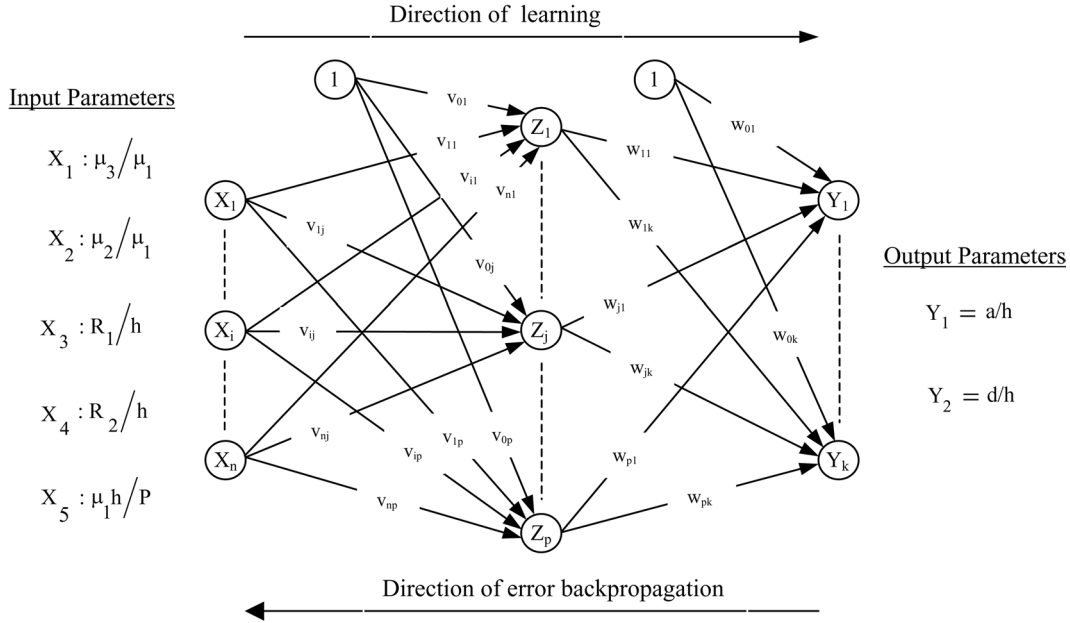 Direction of learning
Input Parameters
X₁ : μ₃/μ₁
X₂ : μ₂/μ₁
X₃ : R₁/h
X₄ : R₂/h
X₅ : μ₁h/P
1
1
X₁
Xᵢ
Xₙ
v₀₁
v₁₁
vᵢ₁
vₙ₁
v₁ⱼ
v₀ⱼ
vᵢⱼ
vₙⱼ
vᵢₚ
v₁ₚ
v₀ₚ
vₙₚ
Z₁
Zⱼ
Zₚ
w₀₁
w₁₁
w₁ₖ
wⱼ₁
w₀ₖ
wⱼₖ
wₚ₁
wₚₖ
Y₁
Yₖ
Output Parameters
Y₁ = a/h
Y₂ = d/h
Direction of error backpropagation